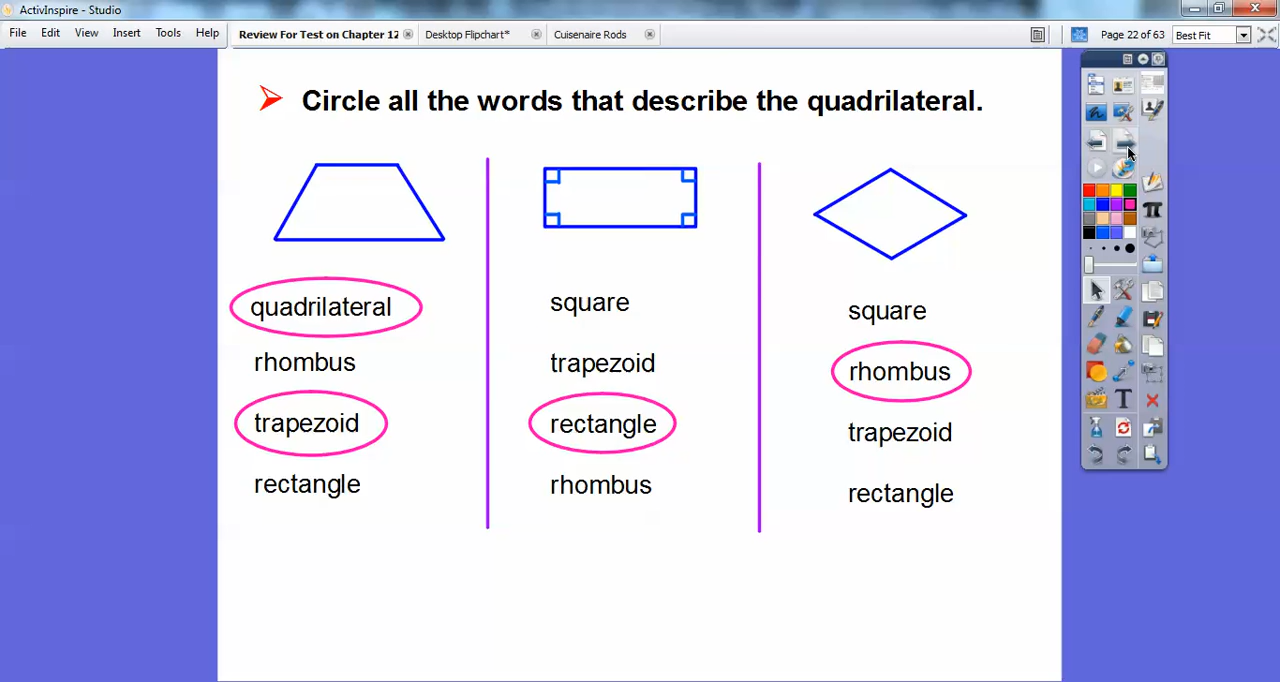 ActivInspire - Studio
File Edit View Insert Tools Help
Review For Test on Chapter 12 Desktop Flipchart* Cuisenaire Rods Page 22 of 63 Best Fit
Circle all the words that describe the quadrilateral.
quadrilateral
rhombus
trapezoid
rectangle
square
trapezoid
rectangle
rhombus
square
rhombus
trapezoid
rectangle